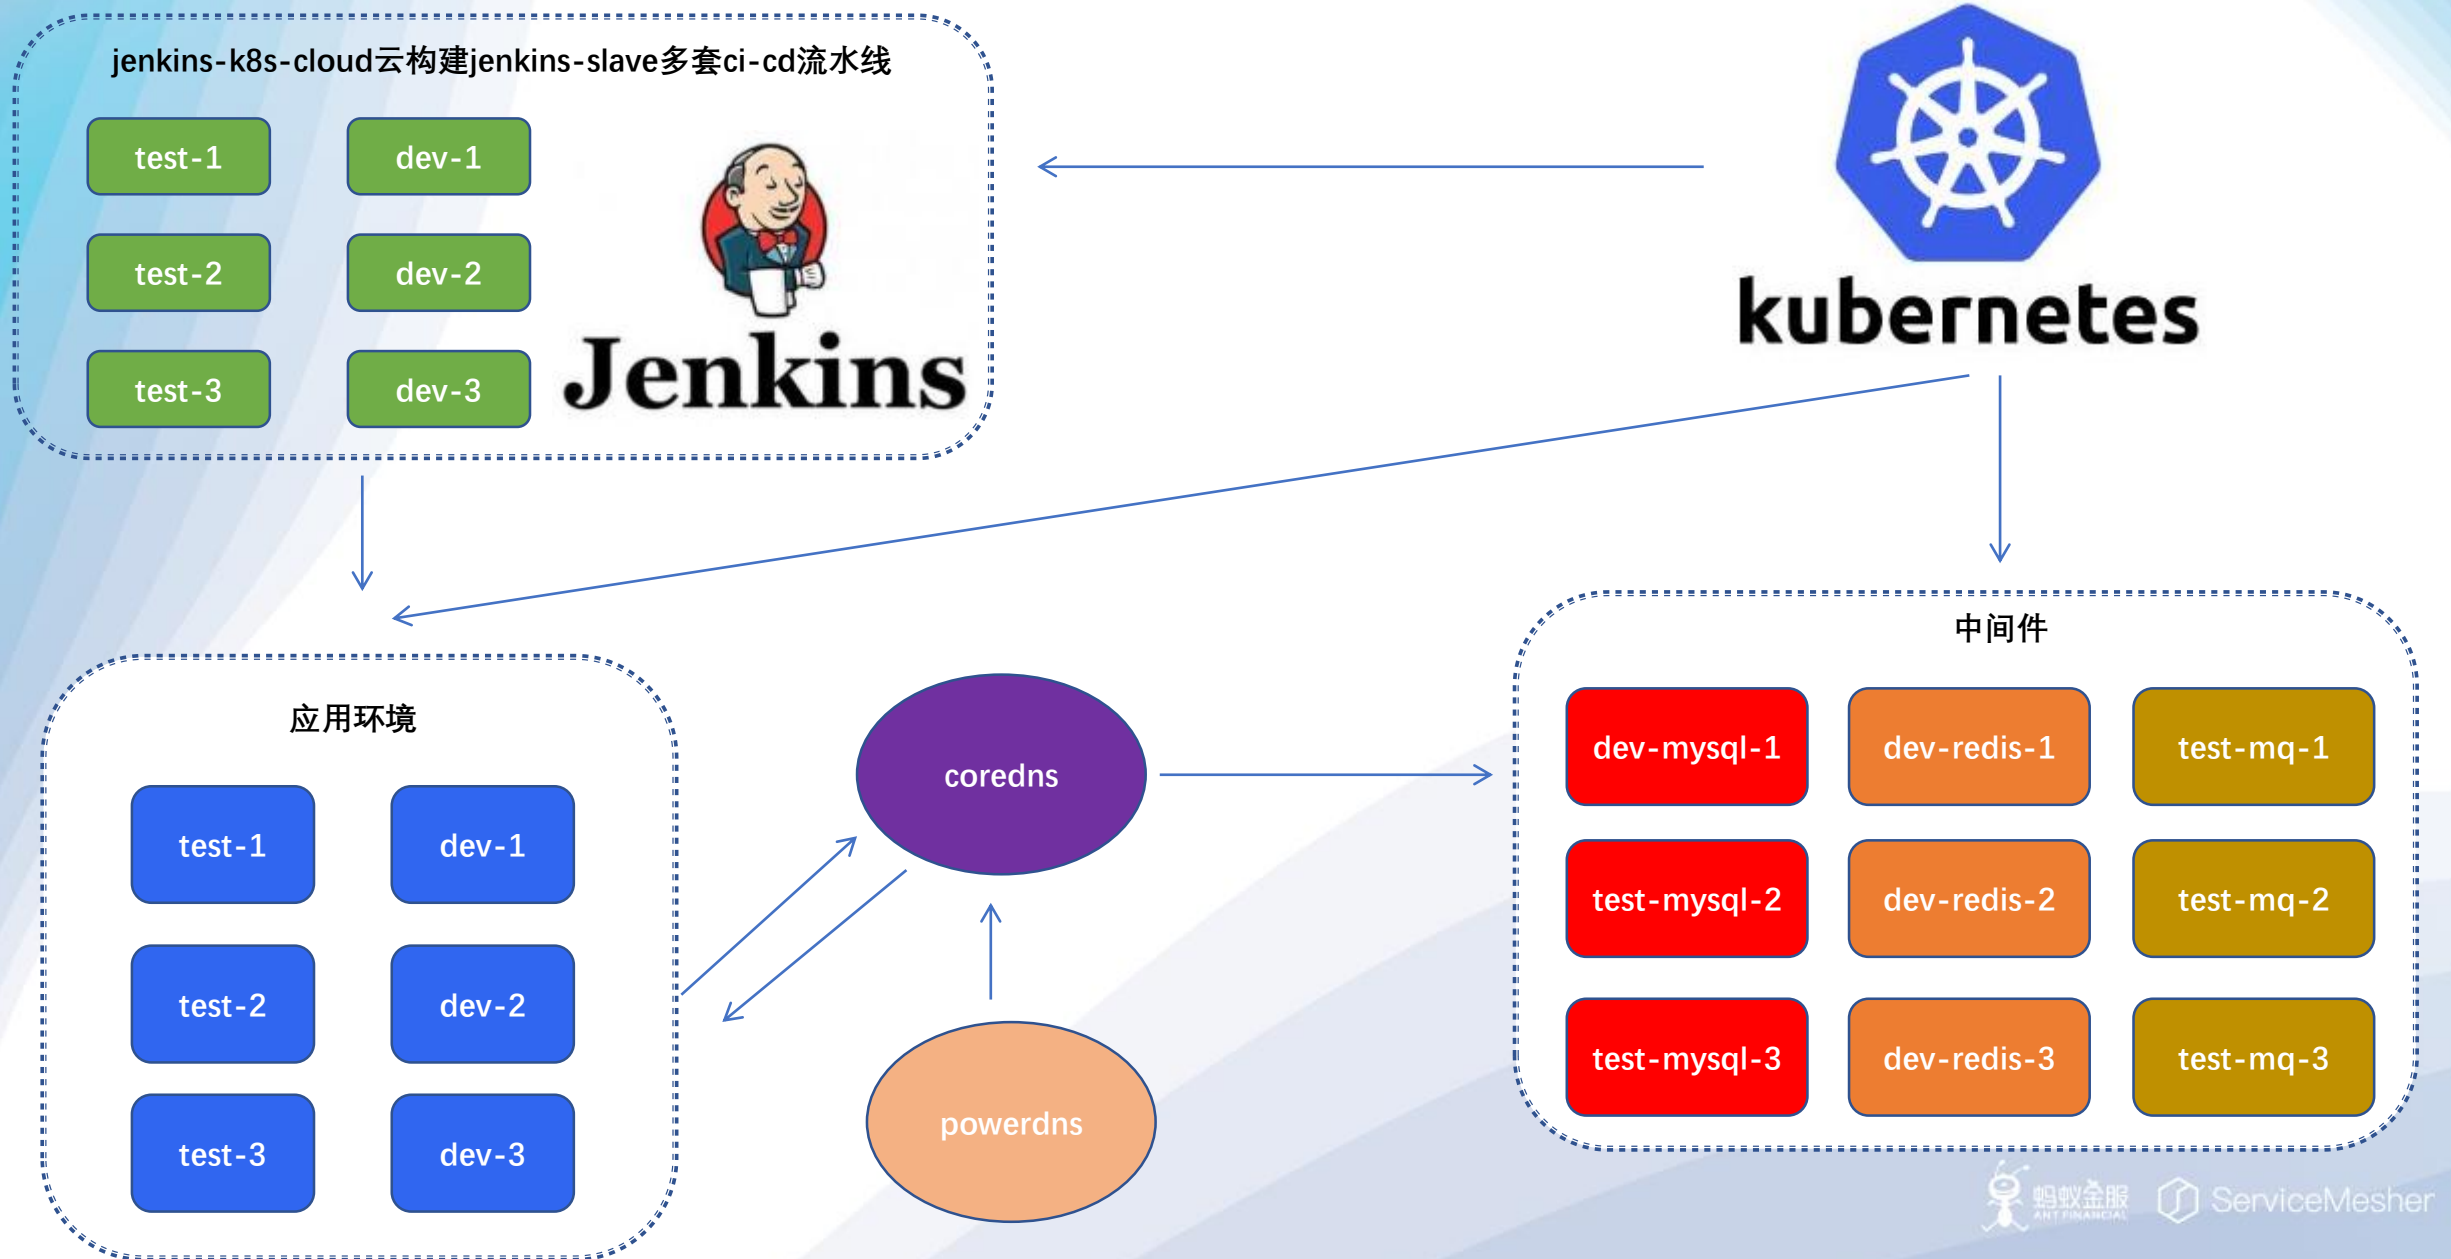 jenkins-k8s-cloud云构建jenkins-slave多套ci-cd流水线
test-1
dev-1
test-2
dev-2
test-3
dev-3
Jenkins
kubernetes
应用环境
test-1
dev-1
test-2
dev-2
test-3
dev-3
coredns
powerdns
中间件
dev-mysql-1
dev-redis-1
test-mq-1
test-mysql-2
dev-redis-2
test-mq-2
test-mysql-3
dev-redis-3
test-mq-3
蚂蚁金服
ANT FINANCIAL
ServiceMesher